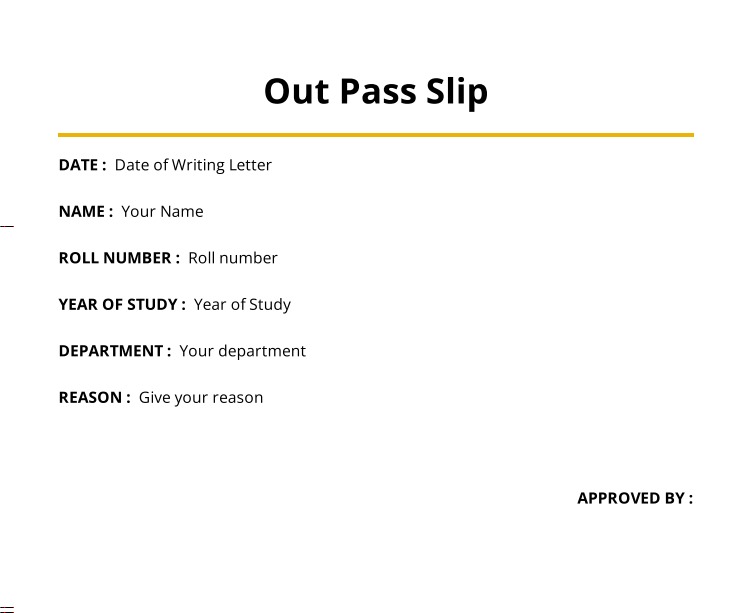 Out Pass Slip
DATE : Date of Writing Letter
NAME : Your Name
ROLL NUMBER : Roll number
YEAR OF STUDY : Year of Study
DEPARTMENT : Your department
REASON : Give your reason
APPROVED BY :